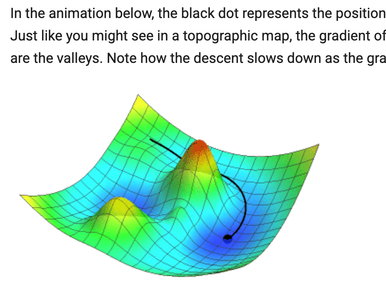 In the animation below, the black dot represents the position
Just like you might see in a topographic map, the gradient of
are the valleys. Note how the descent slows down as the gra